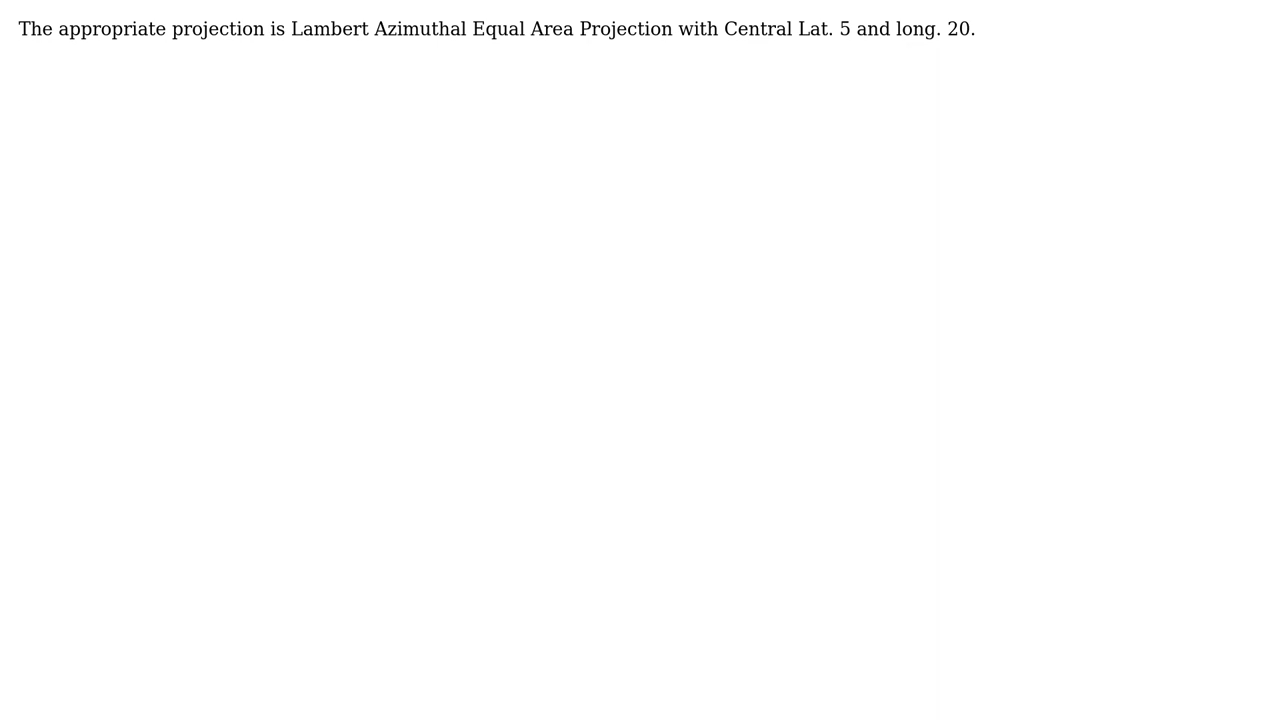 The appropriate projection is Lambert Azimuthal Equal Area Projection with Central Lat. 5 and long. 20.